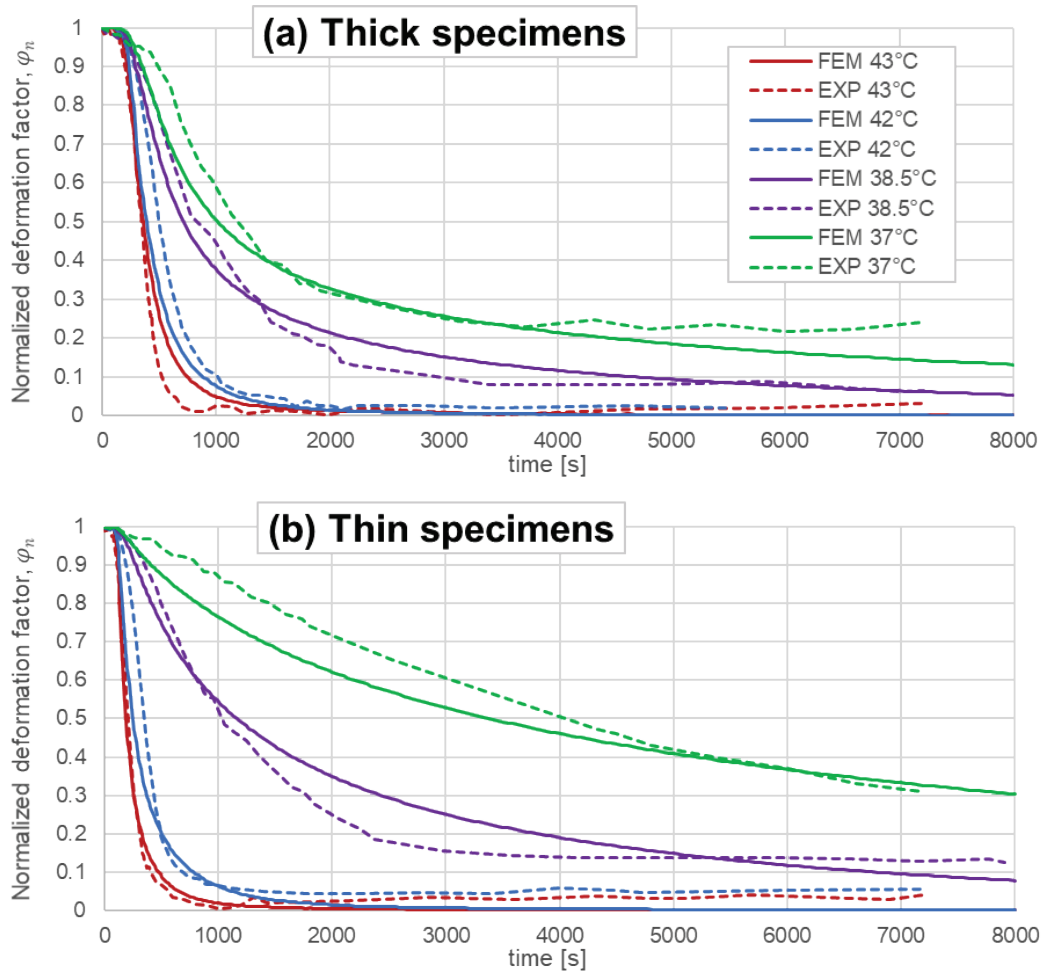 (a) Thick specimens
Normalized deformation factor, φₙ
1
0.9
0.8
0.7
0.6
0.5
0.4
0.3
0.2
0.1
0
FEM 43°C
EXP 43°C
FEM 42°C
EXP 42°C
FEM 38.5°C
EXP 38.5°C
FEM 37°C
EXP 37°C
0 1000 2000 3000 4000 5000 6000 7000 8000
time [s]
(b) Thin specimens
Normalized deformation factor, φₙ
1
0.9
0.8
0.7
0.6
0.5
0.4
0.3
0.2
0.1
0
0 1000 2000 3000 4000 5000 6000 7000 8000
time [s]